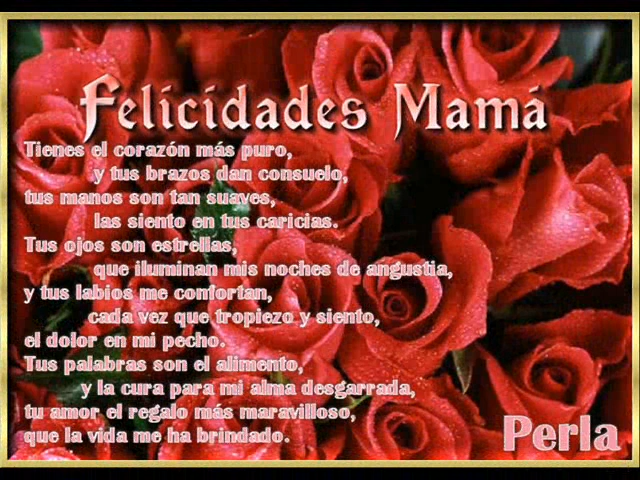 Felicidades Mamá
Tienes el corazón más puro,
y tus brazos dan consuelo,
tus manos son tan suaves,
las siento en tus caricias.
Tus ojos son estrellas,
que iluminan mis noches de angustia,
y tus labios me confortan,
cada vez que tropiezo y siento,
el dolor en mi pecho.
Tus palabras son el alimento,
y la cura para mi alma desgarrada,
tu amor el regalo más maravilloso,
que la vida me ha brindado.
Perla